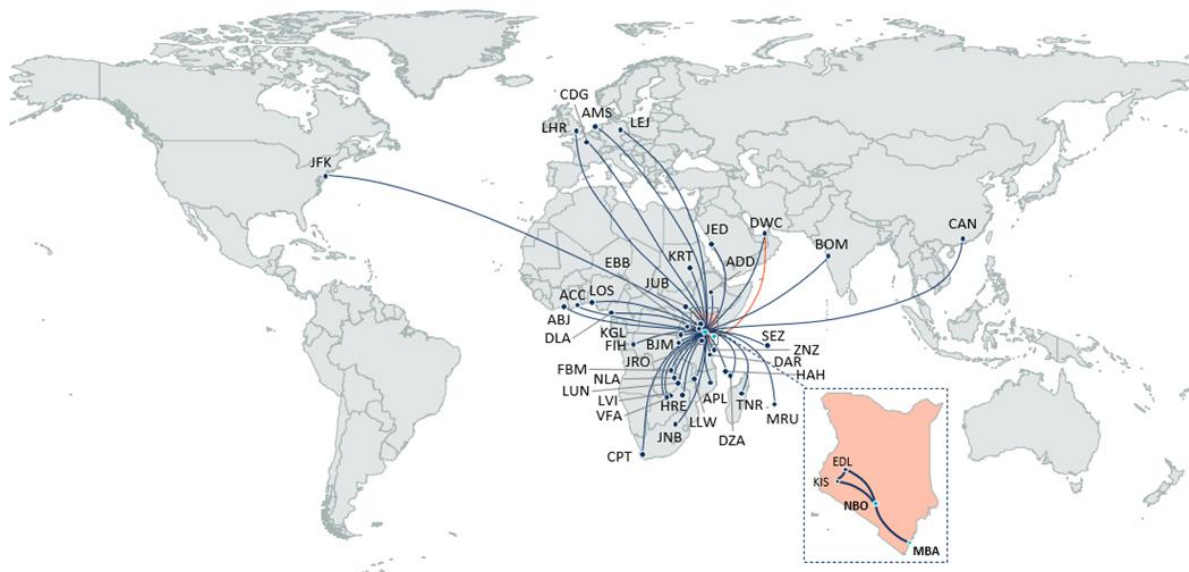 CDG
AMS
LEJ
LHR
JFK
JED
DWC
CAN
BOM
EBB
KRT
ADD
JUB
ACC
LOS
ABJ
DLA
KGL
FIH
BJM
SEZ
ZNZ
DAR
HAH
JRO
FBM
NLA
LUN
LVI
VFA
HRE
APL
LLW
TNR
MRU
JNB
DZA
CPT
EDL
KIS
NBO
MBA